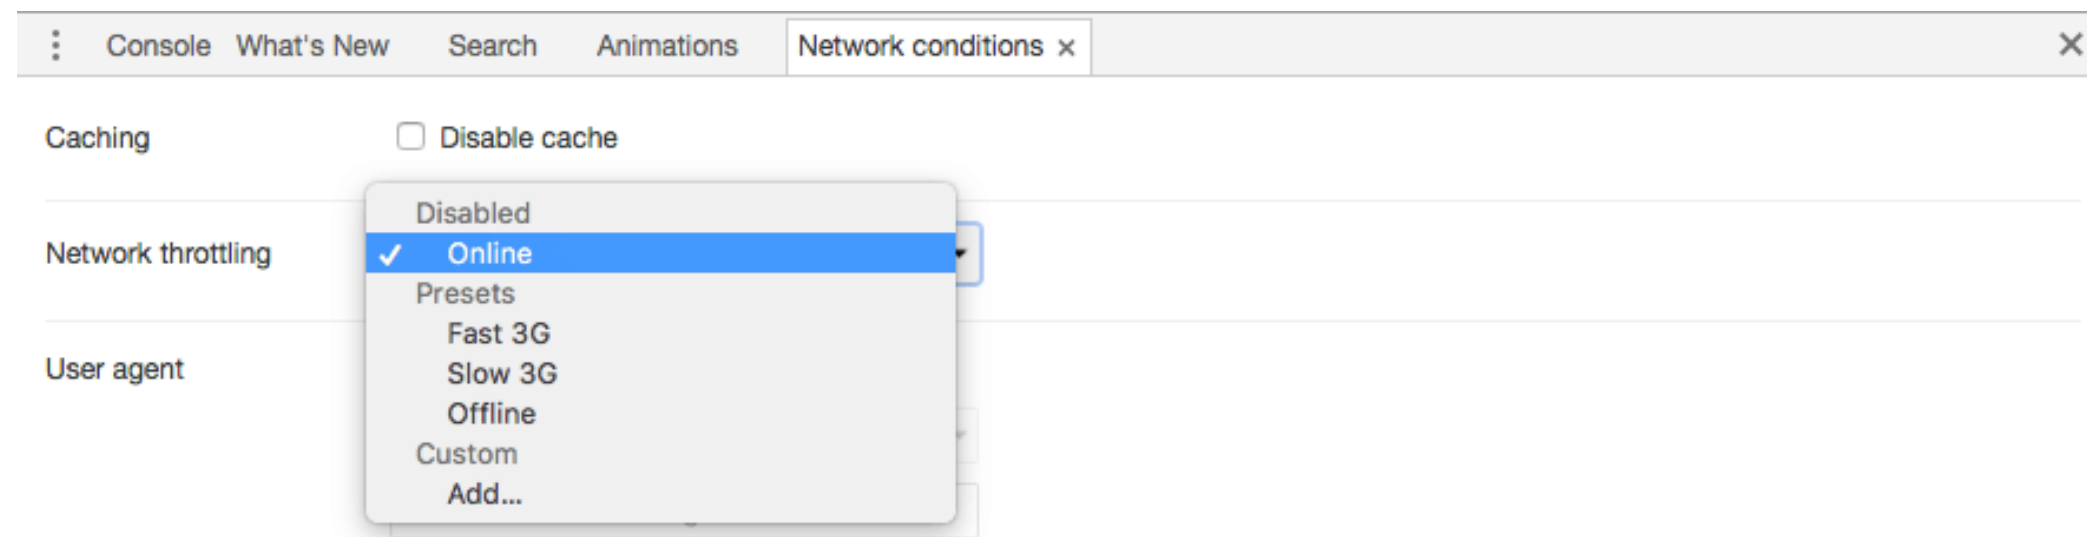 Console What's New Search Animations Network conditions ×
Caching Disable cache
Disabled
Network throttling ✓ Online
Presets
Fast 3G
User agent
Slow 3G
Offline
Custom
Add...